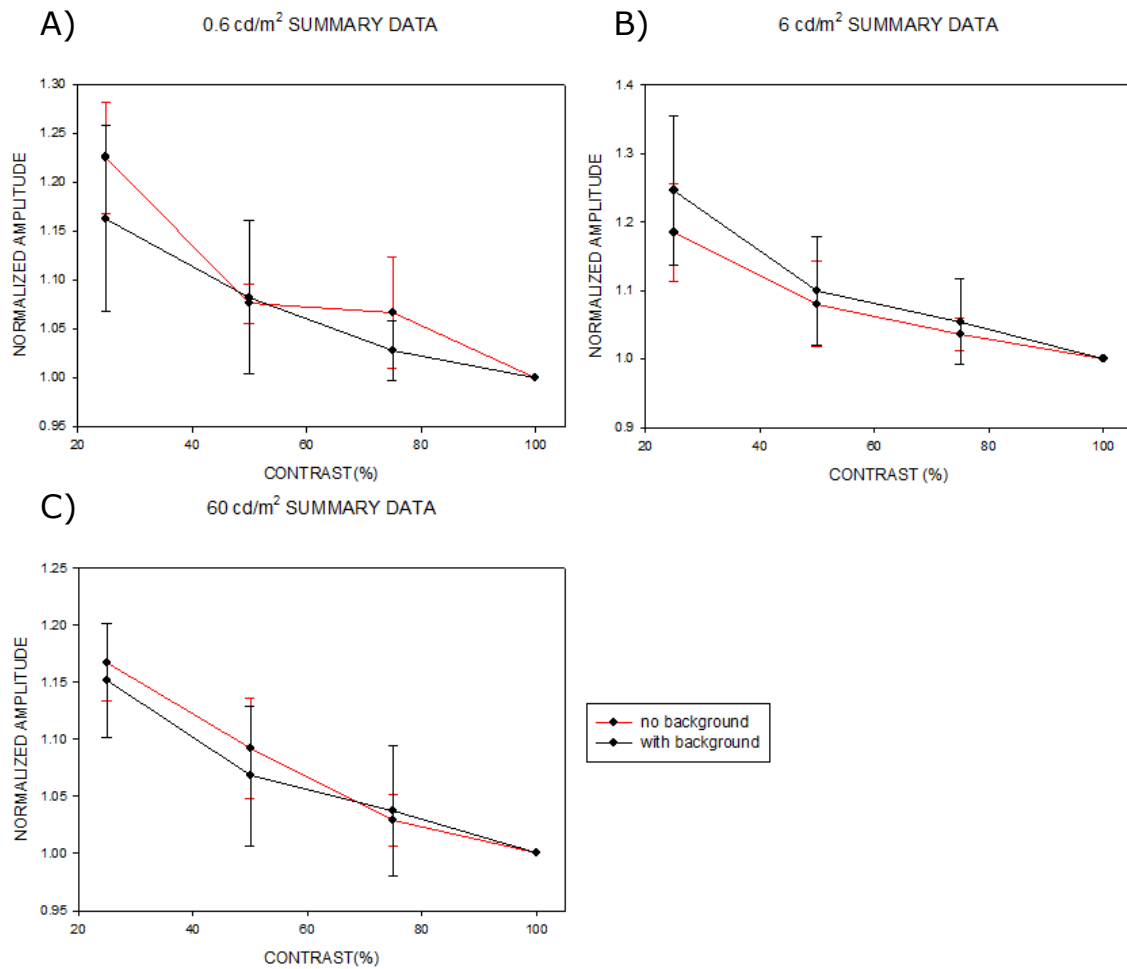 A)
0.6 cd/m² SUMMARY DATA
1.30
1.25
1.20
1.15
1.10
1.05
1.00
0.95
NORMALIZED AMPLITUDE
20 40 60 80 100
CONTRAST(%)
B)
6 cd/m² SUMMARY DATA
1.4
1.3
1.2
1.1
1.0
0.9
NORMALIZED AMPLITUDE
20 40 60 80 100
CONTRAST (%)
C)
60 cd/m² SUMMARY DATA
1.25
1.20
1.15
1.10
1.05
1.00
0.95
NORMALIZED AMPLITUDE
20 40 60 80 100
CONTRAST(%)
no background
with background